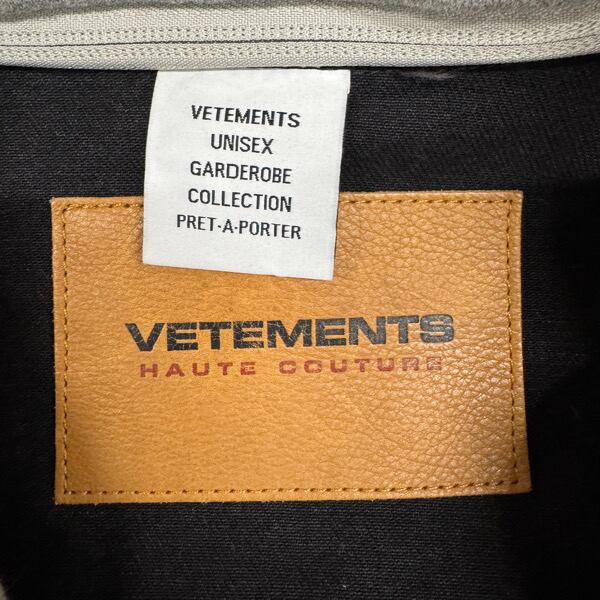 VETEMENTS
UNISEX
GARDEROBE
COLLECTION
PRET-A-PORTER
VETEMENTS
HAUTE COUTURE